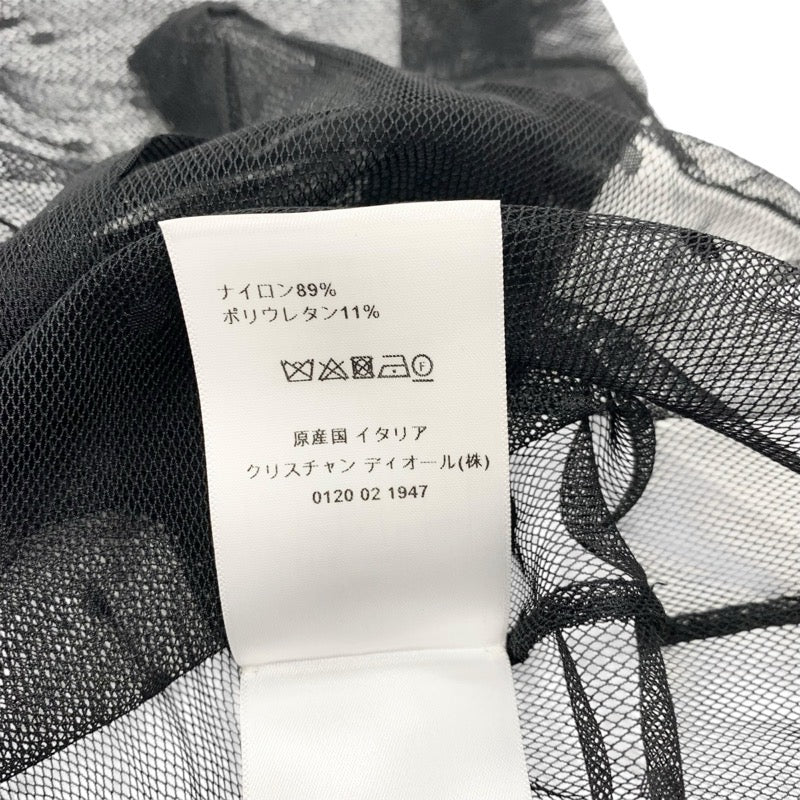 ナイロン89%
ポリウレタン11%
F
原産国 イタリア
クリスチャン ディオール(株)
0120 02 1947